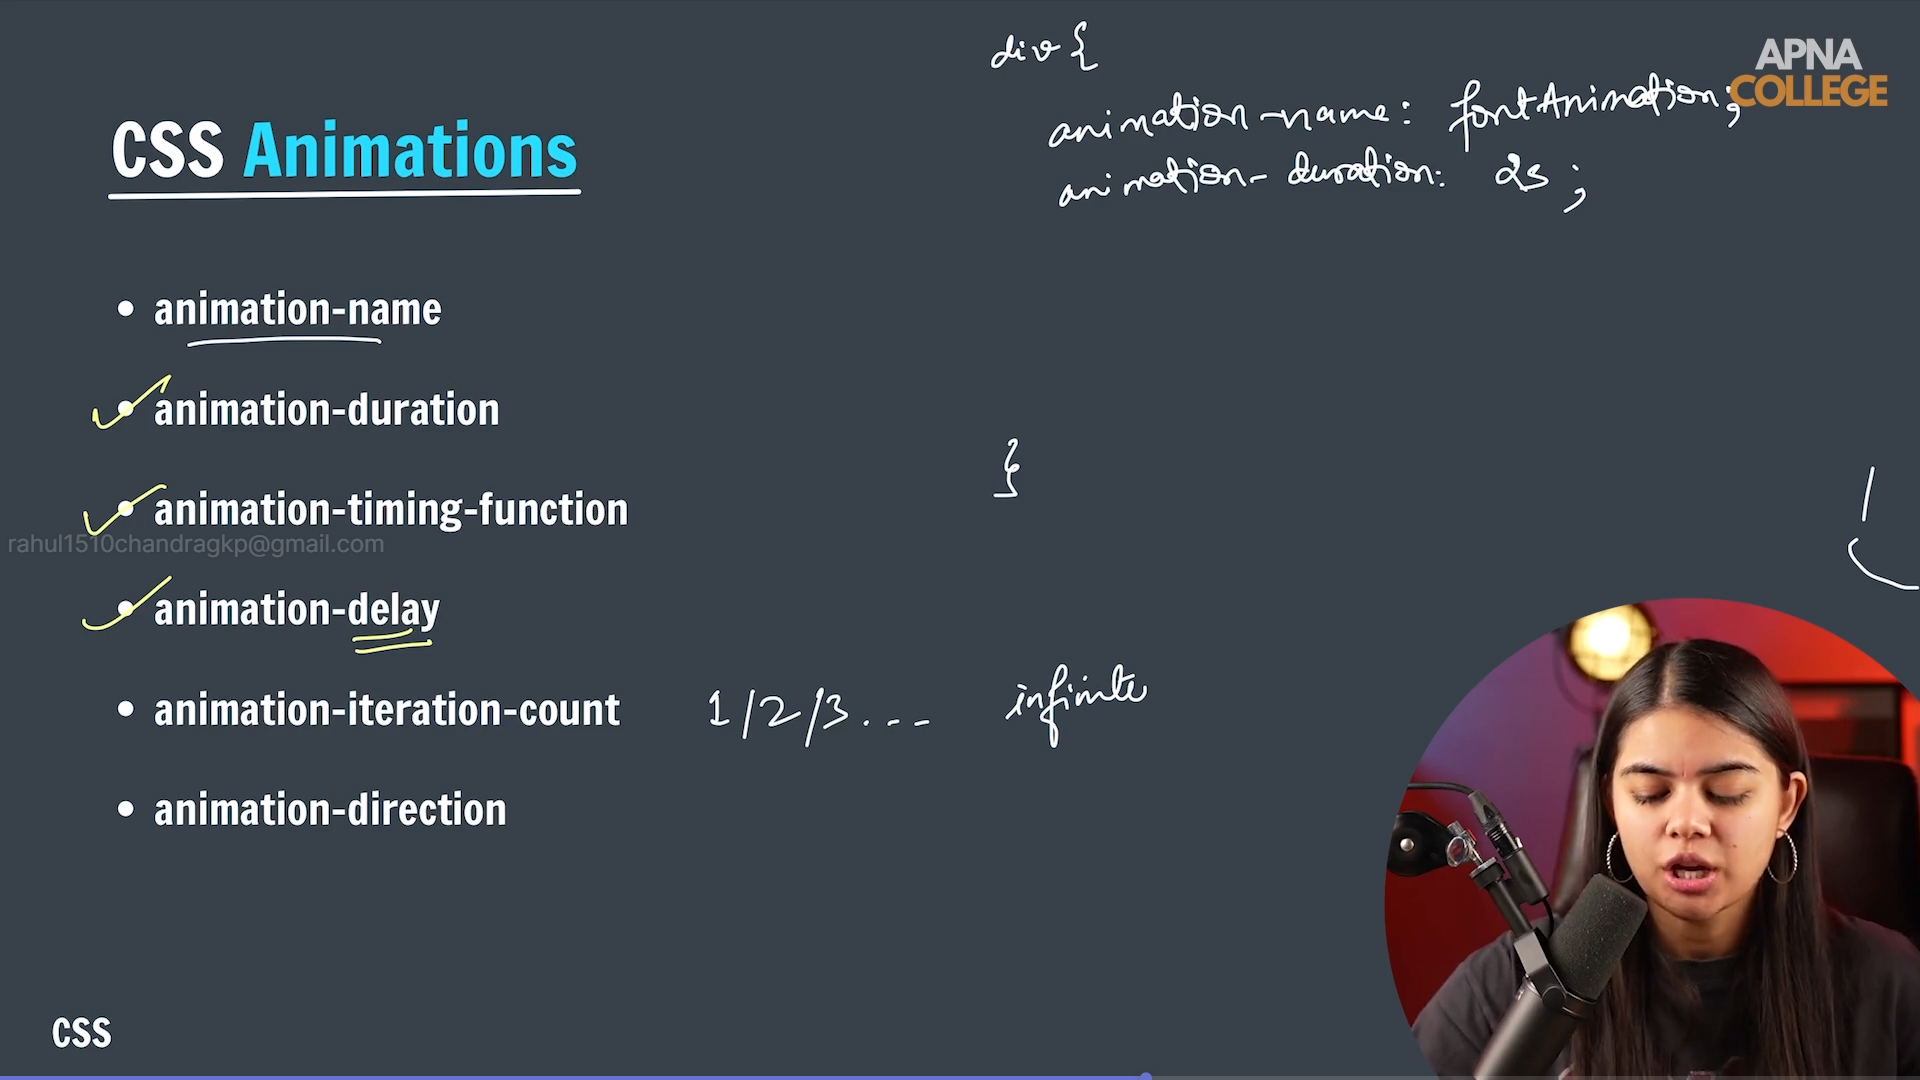 div {
animation-name: fontAnimation;
animation-duration: 2s;
}
APNA
COLLEGE
CSS Animations
• animation-name
• animation-duration
• animation-timing-function
rahul1510chandragkp@gmail.com
• animation-delay
• animation-iteration-count 1/2/3... infinite
• animation-direction
CSS